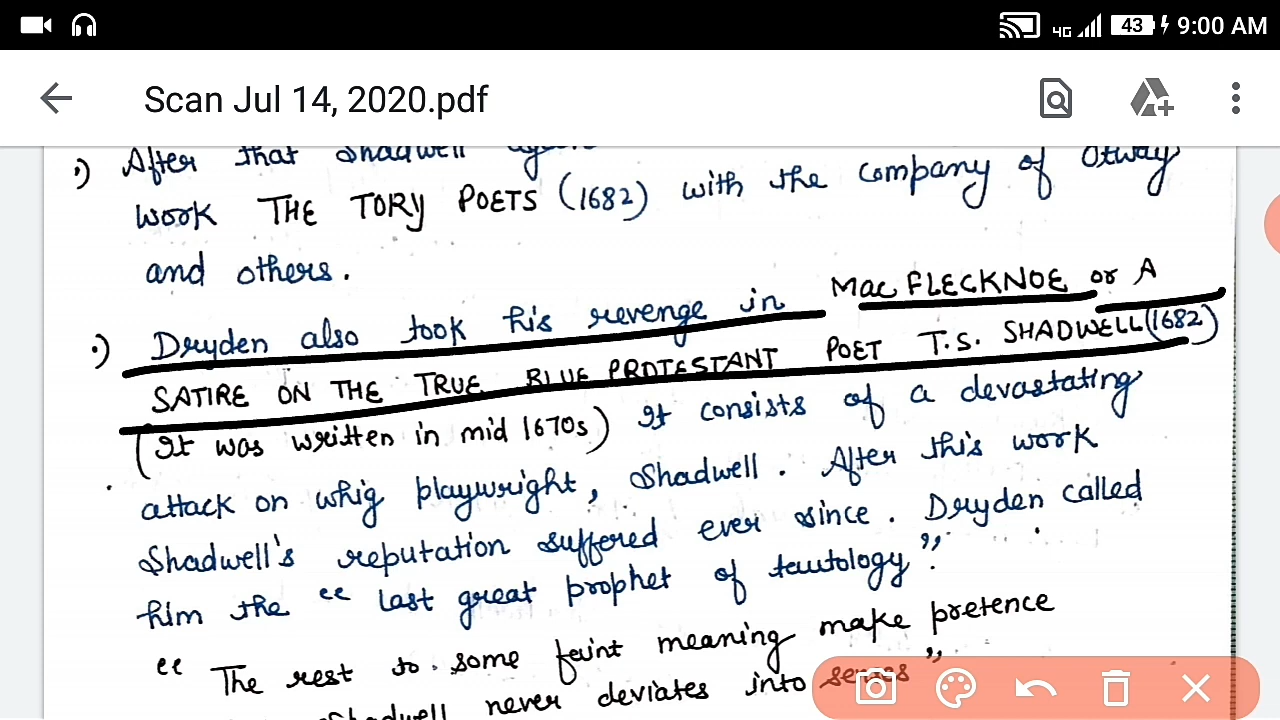 4G 43 9:00 AM
Scan Jul 14, 2020.pdf
•) After that Shadwell
work THE TORY POETS (1682) with the company of Otway
and others.
•) Dryden also took his revenge in Mac FLECKNOE or A
SATIRE ON THE TRUE BLUE PROTESTANT POET T.S. SHADWELL (1682)
(It was written in mid 1670s) It consists of a devastating
attack on whig playwright, Shadwell. After this work
Shadwell's reputation suffered ever since. Dryden called
him the "last great prophet of tautology".
"The rest to some faint meaning make pretence
Shadwell never deviates into senses"